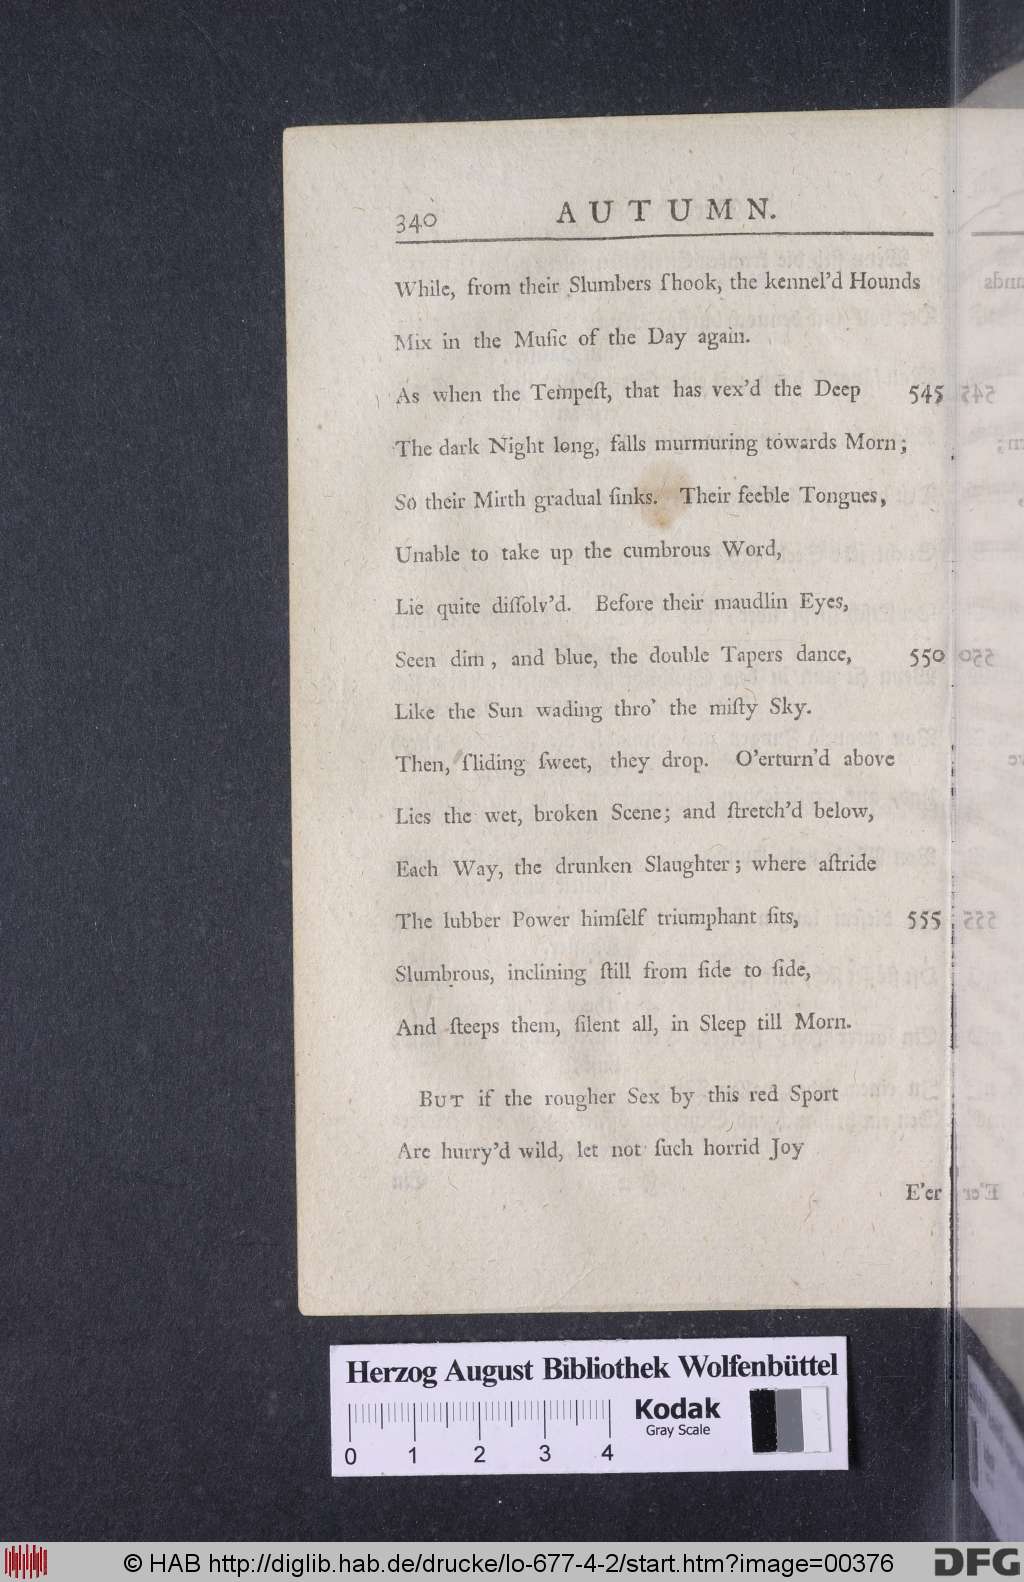 340 AUTUMN.
While, from their Slumbers ſhook, the kennel'd Hounds
Mix in the Muſic of the Day again.
As when the Tempeſt, that has vex'd the Deep 545
The dark Night long, falls murmuring towards Morn;
So their Mirth gradual ſinks. Their feeble Tongues,
Unable to take up the cumbrous Word,
Lie quite diſſolv'd. Before their maudlin Eyes,
Seen dim, and blue, the double Tapers dance, 550
Like the Sun wading thro' the miſty Sky.
Then, ſliding ſweet, they drop. O'erturn'd above
Lies the wet, broken Scene; and ſtretch'd below,
Each Way, the drunken Slaughter; where aſtride
The lubber Power himſelf triumphant ſits, 555
Slumbrous, inclining ſtill from ſide to ſide,
And ſteeps them, ſilent all, in Sleep till Morn.
BUT if the rougher Sex by this red Sport
Are hurry'd wild, let not ſuch horrid Joy
E'er
Herzog August Bibliothek Wolfenbüttel
Kodak
Gray Scale
0 1 2 3 4
© HAB http://diglib.hab.de/drucke/lo-677-4-2/start.htm?image=00376
DFG